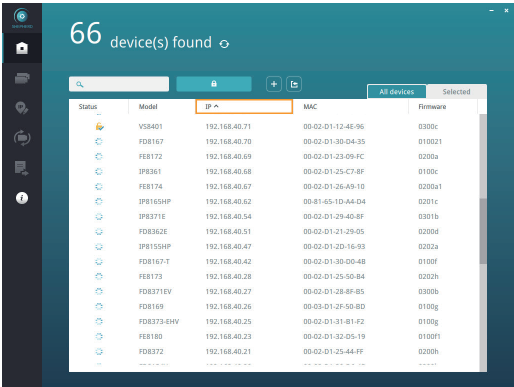 SHEPHERD
66 device(s) found
All devices Selected
Status Model IP MAC Firmware
VS8401 192.168.40.71 00-02-D1-12-4E-96 0300c
FD8167 192.168.40.70 00-02-D1-30-D4-35 010021
FE8172 192.168.40.69 00-02-D1-23-09-FC 0200a
IP8361 192.168.40.68 00-02-D1-25-C7-8F 0100c
FE8174 192.168.40.67 00-02-D1-26-A9-10 0200a1
IP8165HP 192.168.40.62 00-81-65-1D-A4-D4 0201c
IP8371E 192.168.40.54 00-02-D1-29-40-8F 0301b
FD8362E 192.168.40.51 00-02-D1-21-29-05 0200d
IP8155HP 192.168.40.47 00-02-D1-2D-16-93 0202a
FD8167-T 192.168.40.42 00-02-D1-30-D0-4B 0100f
FE8173 192.168.40.28 00-02-D1-25-50-B4 0202h
FD8371EV 192.168.40.27 00-02-D1-28-8F-B5 0300b
FD8169 192.168.40.26 00-03-D1-2F-50-BD 0100g
FD8373-EHV 192.168.40.25 00-02-D1-31-B1-F2 0100g
FE8180 192.168.40.23 00-02-D1-32-D5-19 0100f1
FD8372 192.168.40.21 00-02-D1-25-44-FF 0200h